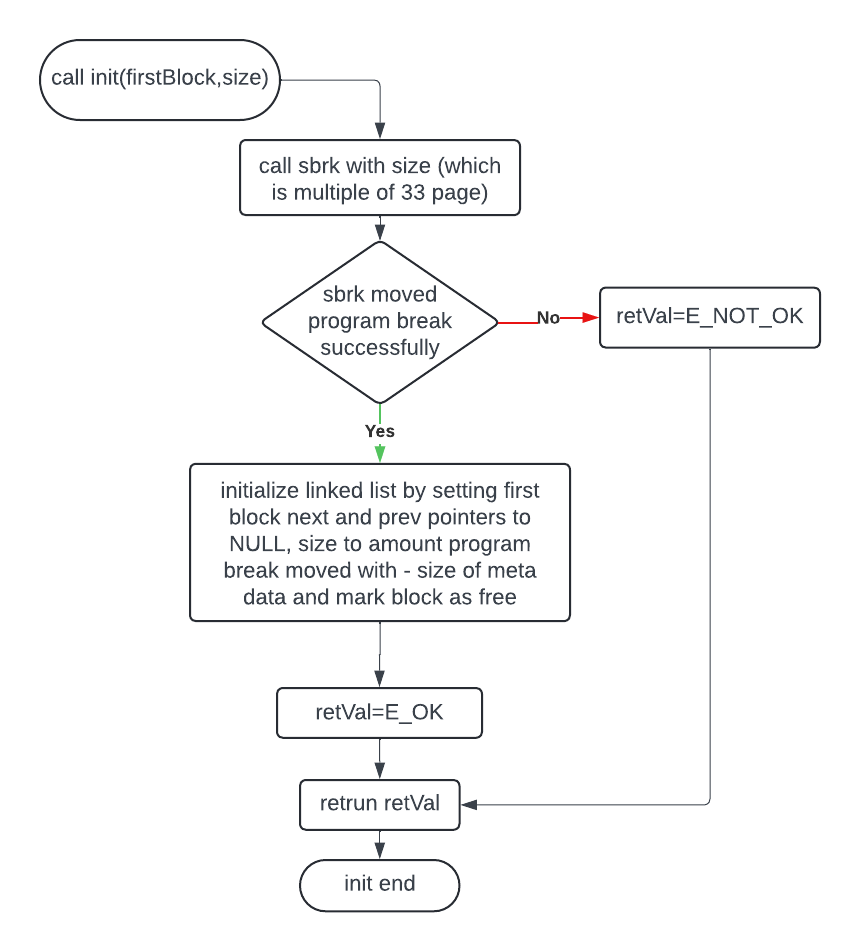 call init(firstBlock,size)
call sbrk with size (which
is multiple of 33 page)
sbrk moved
program break
successfully
No
retVal=E_NOT_OK
Yes
initialize linked list by setting first
block next and prev pointers to
NULL, size to amount program
break moved with - size of meta
data and mark block as free
retVal=E_OK
retrun retVal
init end